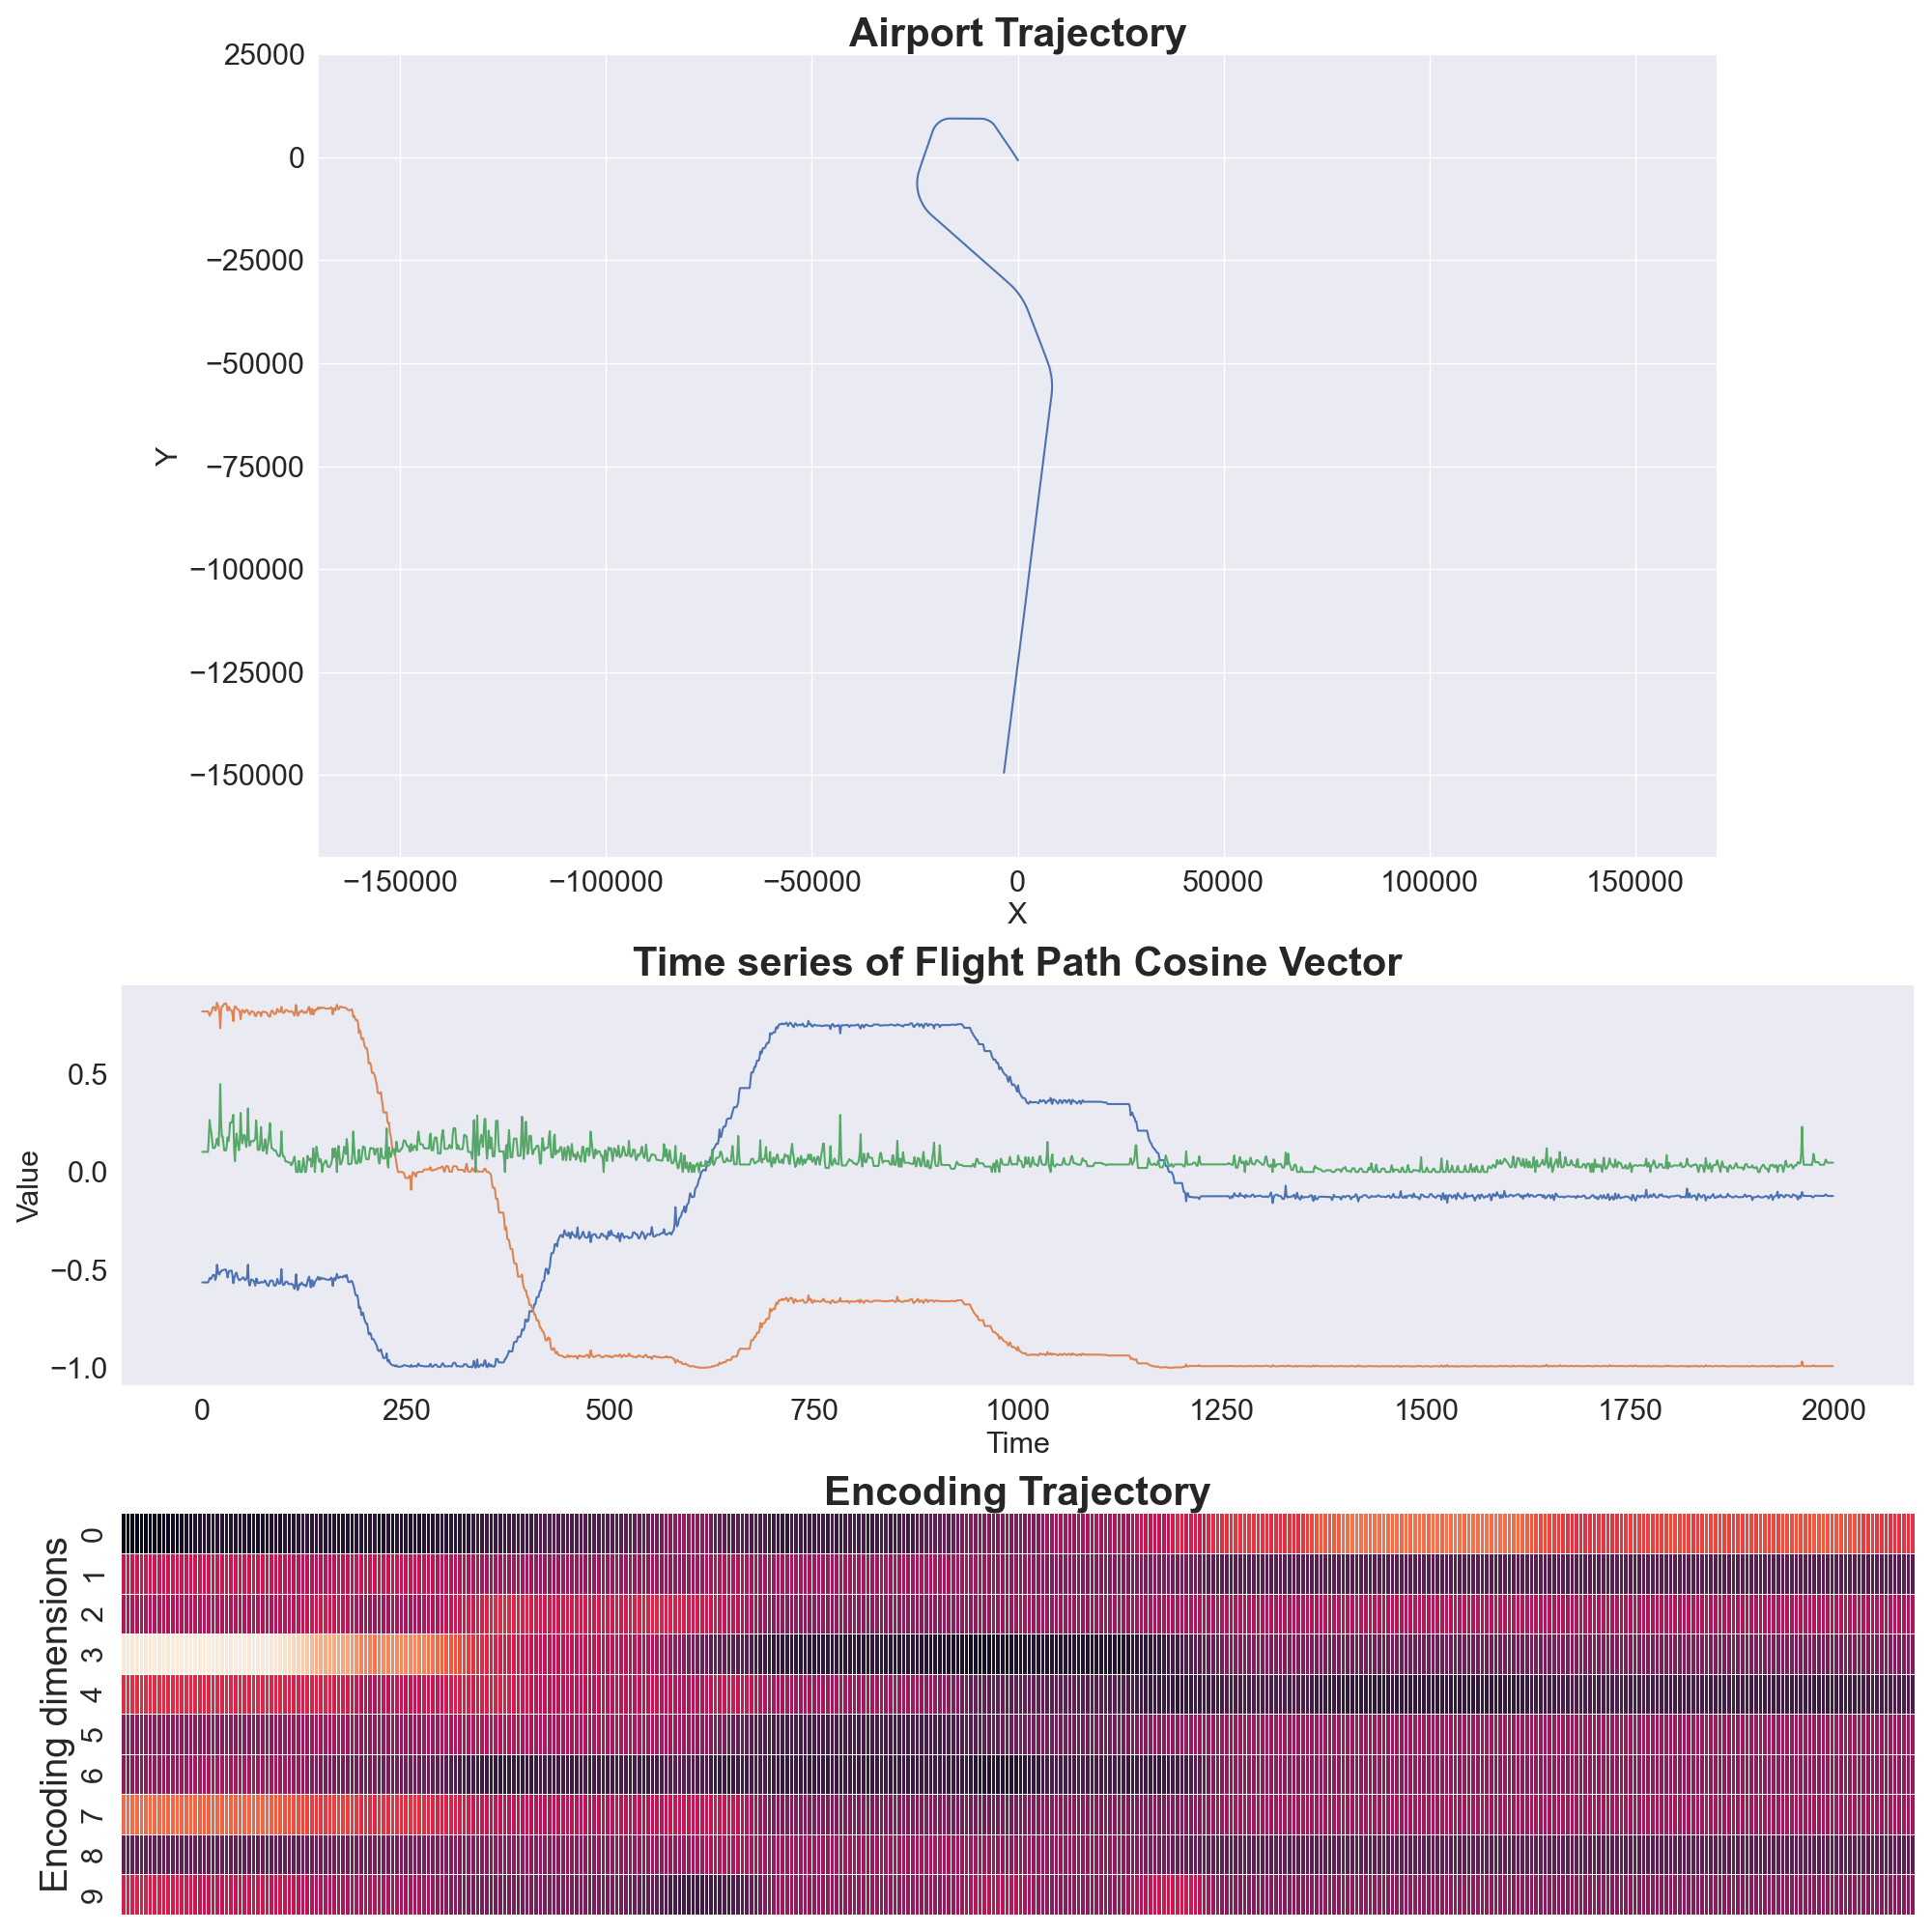 Airport Trajectory
25000
0
−25000
−50000
−75000
−100000
−125000
−150000
Y
−150000 −100000 −50000 0 50000 100000 150000
X
Time series of Flight Path Cosine Vector
0.5
0.0
−0.5
−1.0
Value
0 250 500 750 1000 1250 1500 1750 2000
Time
Encoding Trajectory
0
1
2
3
4
5
6
7
8
9
Encoding dimensions